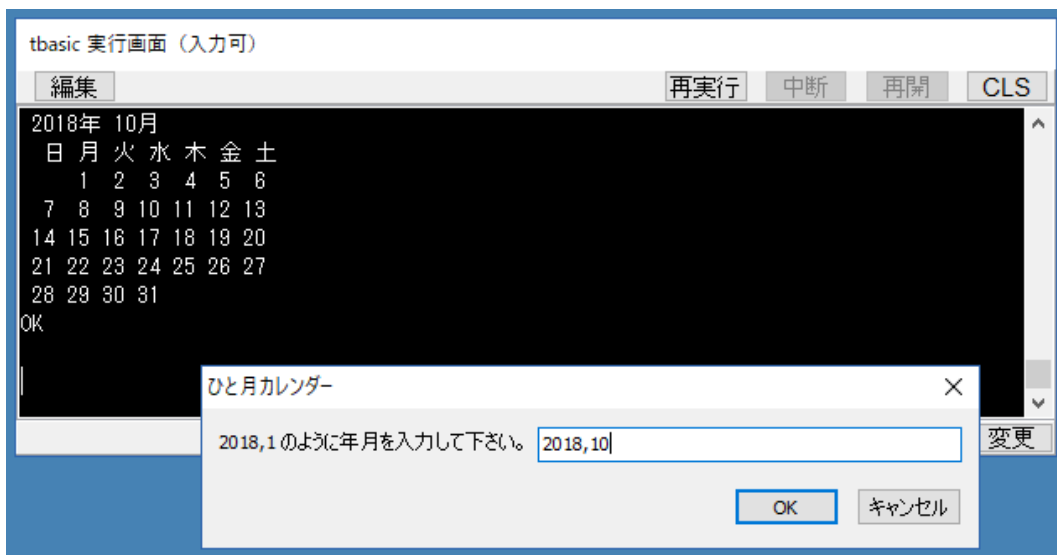 tbasic 実行画面（入力可）
編集 再実行 中断 再開 CLS
2018年 10月
日 月 火 水 木 金 土
1 2 3 4 5 6
7 8 9 10 11 12 13
14 15 16 17 18 19 20
21 22 23 24 25 26 27
28 29 30 31
OK
ひと月カレンダー
2018,1のように年月を入力して下さい。 2018,10
変更
OK キャンセル